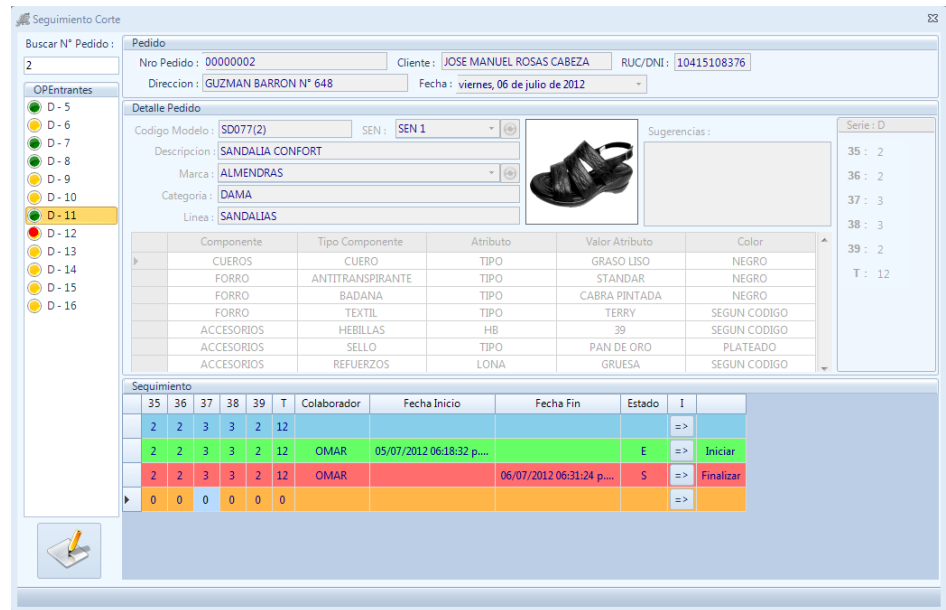 Seguimiento Corte
Buscar N° Pedido :
2
OPEntrantes
D - 5
D - 6
D - 7
D - 8
D - 9
D - 10
D - 11
D - 12
D - 13
D - 14
D - 15
D - 16
Pedido
Nro Pedido : 00000002 Cliente : JOSE MANUEL ROSAS CABEZA RUC/DNI : 10415108376
Direccion : GUZMAN BARRON N° 648 Fecha : viernes, 06 de julio de 2012
Detalle Pedido
Codigo Modelo : SD077(2) SEN : SEN 1 Sugerencias :
Descripcion : SANDALIA CONFORT
Marca : ALMENDRAS
Categoria : DAMA
Linea : SANDALIAS
Serie : D
35 : 2
36 : 2
37 : 3
38 : 3
39 : 2
T : 12
Componente Tipo Componente Atributo Valor Atributo Color
CUEROS CUERO TIPO GRASO LISO NEGRO
FORRO ANTITRANSPIRANTE TIPO STANDAR NEGRO
FORRO BADANA TIPO CABRA PINTADA NEGRO
FORRO TEXTIL TIPO TERRY SEGUN CODIGO
ACCESORIOS HEBILLAS HB 39 SEGUN CODIGO
ACCESORIOS SELLO TIPO PAN DE ORO PLATEADO
ACCESORIOS REFUERZOS LONA GRUESA SEGUN CODIGO
Seguimiento
35 36 37 38 39 T Colaborador Fecha Inicio Fecha Fin Estado I
2 2 3 3 2 12 =>
2 2 3 3 2 12 OMAR 05/07/2012 06:18:32 p.... E => Iniciar
2 2 3 3 2 12 OMAR 06/07/2012 06:31:24 p.... S => Finalizar
0 0 0 0 0 0 =>